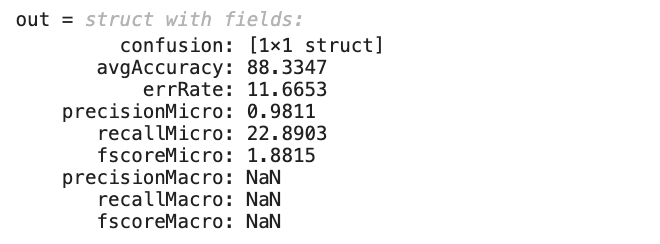 out = struct with fields:
confusion: [1×1 struct]
avgAccuracy: 88.3347
errRate: 11.6653
precisionMicro: 0.9811
recallMicro: 22.8903
fscoreMicro: 1.8815
precisionMacro: NaN
recallMacro: NaN
fscoreMacro: NaN